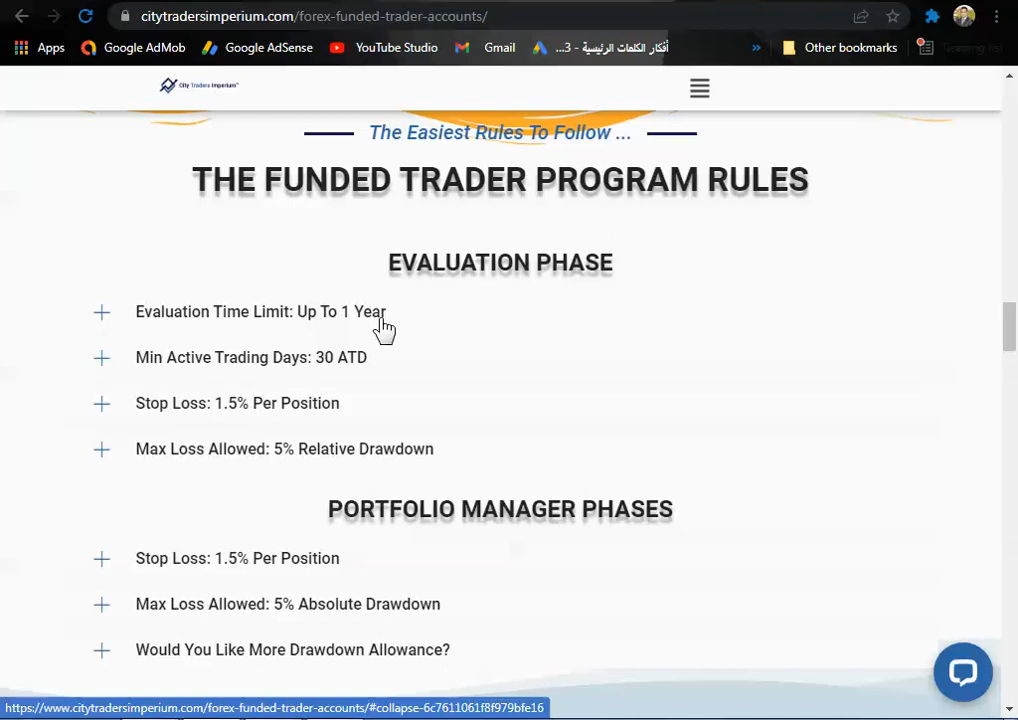 citytradersimperium.com/forex-funded-trader-accounts/
Apps Google AdMob Google AdSense YouTube Studio Gmail أفكار الكلمات الرئيسية - 3... » Other bookmarks
City Traders Imperium
The Easiest Rules To Follow ...
THE FUNDED TRADER PROGRAM RULES
EVALUATION PHASE
Evaluation Time Limit: Up To 1 Year
Min Active Trading Days: 30 ATD
Stop Loss: 1.5% Per Position
Max Loss Allowed: 5% Relative Drawdown
PORTFOLIO MANAGER PHASES
Stop Loss: 1.5% Per Position
Max Loss Allowed: 5% Absolute Drawdown
Would You Like More Drawdown Allowance?
https://www.citytradersimperium.com/forex-funded-trader-accounts/#collapse-6c7611061f8f979bfe16